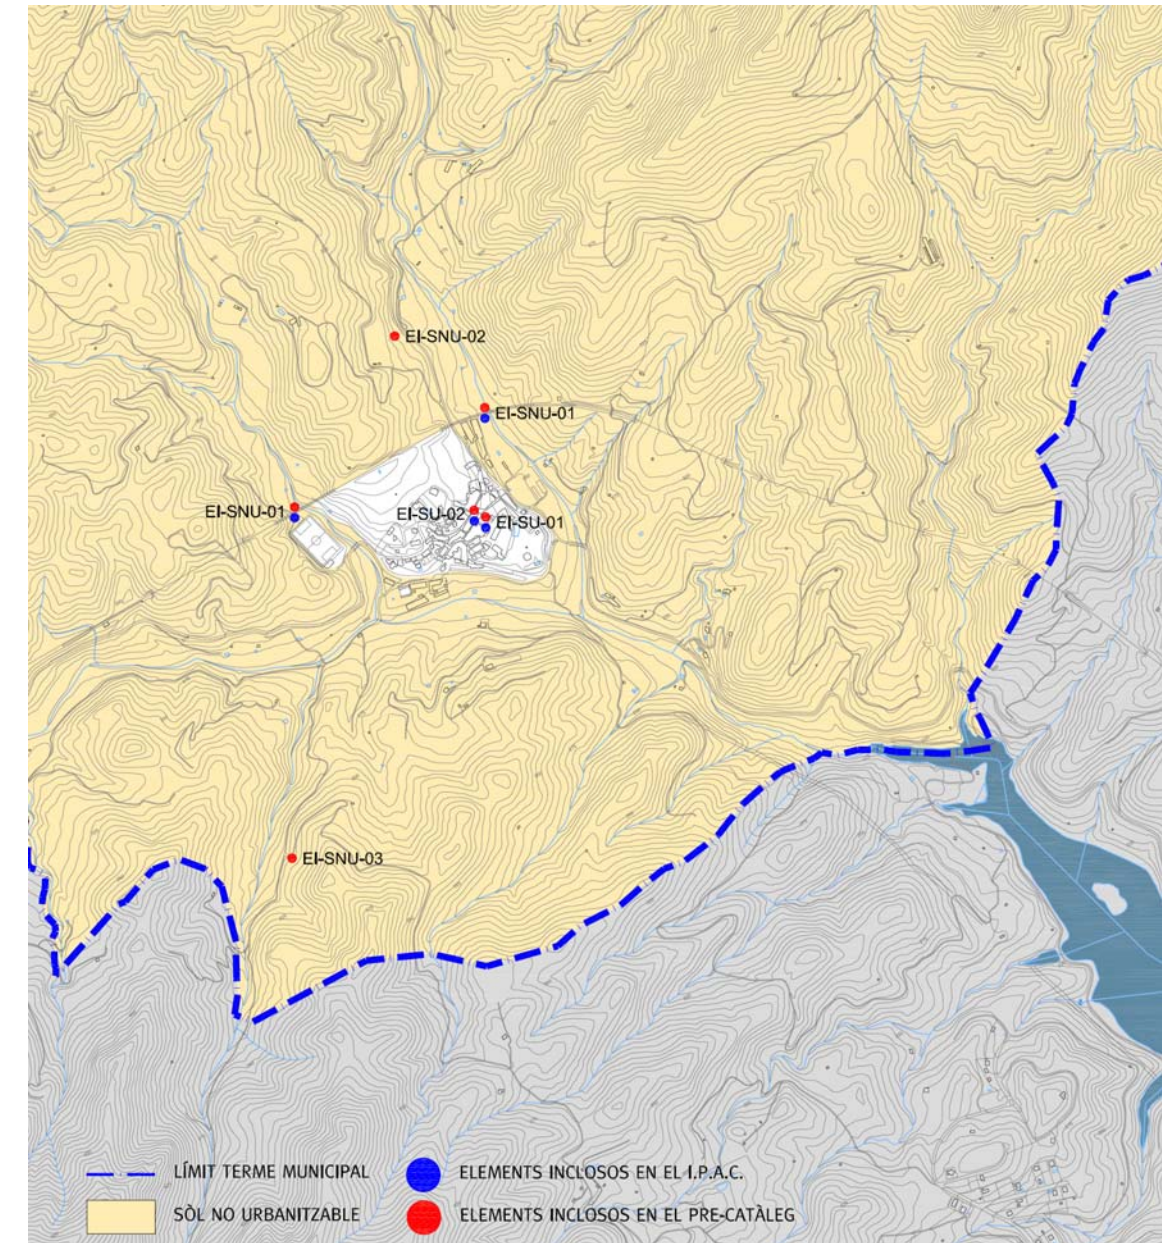 EI-SNU-02
EI-SNU-01
EI-SNU-01
EI-SU-02
EI-SU-01
EI-SNU-03
LÍMIT TERME MUNICIPAL
ELEMENTS INCLOSOS EN EL I.P.A.C.
SÒL NO URBANITZABLE
ELEMENTS INCLOSOS EN EL PRE-CATÀLEG